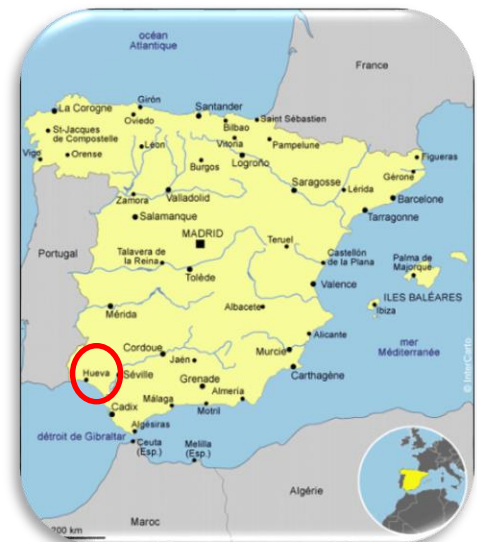 océan
Atlantique
France
La Corogne
Girón
Oviedo
Santander
Bilbao
Saint Sébastien
St-Jacques
de Compostelle
Léon
Vitoria
Pampelune
Vigo
Orense
Burgos
Logroño
Figueras
Gérone
Saragosse
Lérida
Barcelone
Zamora
Valladolid
Tarragonne
Salamanque
MADRID
Teruel
Portugal
Talavera de
la Reina
Castellón
de la Plana
Palma de
Majorque
Tolède
Valence
ILES BALÉARES
Ibiza
Mérida
Albacete
Alicante
mer
Méditerranée
Cordoue
Jaén
Murcie
Hueva
Séville
Grenade
Carthagène
Almería
Málaga
Motril
Cadix
Algésiras
détroit de Gibraltar
Ceuta
(Esp.)
Melilla
(Esp.)
Algérie
Maroc
200 km
© InterCarto